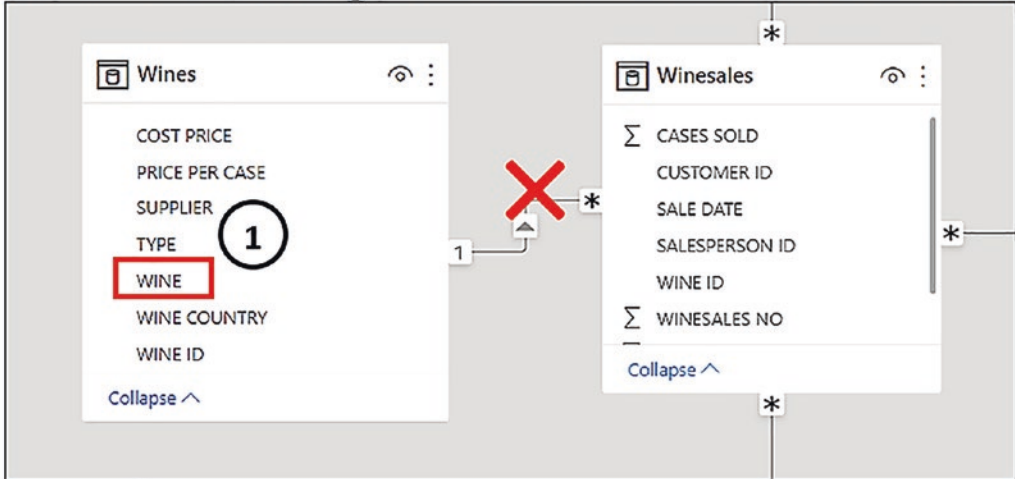 Wines
COST PRICE
PRICE PER CASE
SUPPLIER
TYPE
WINE
WINE COUNTRY
WINE ID
Collapse
1
1
*
Winesales
Σ CASES SOLD
CUSTOMER ID
SALE DATE
SALESPERSON ID
WINE ID
Σ WINESALES NO
Collapse
*
*
*